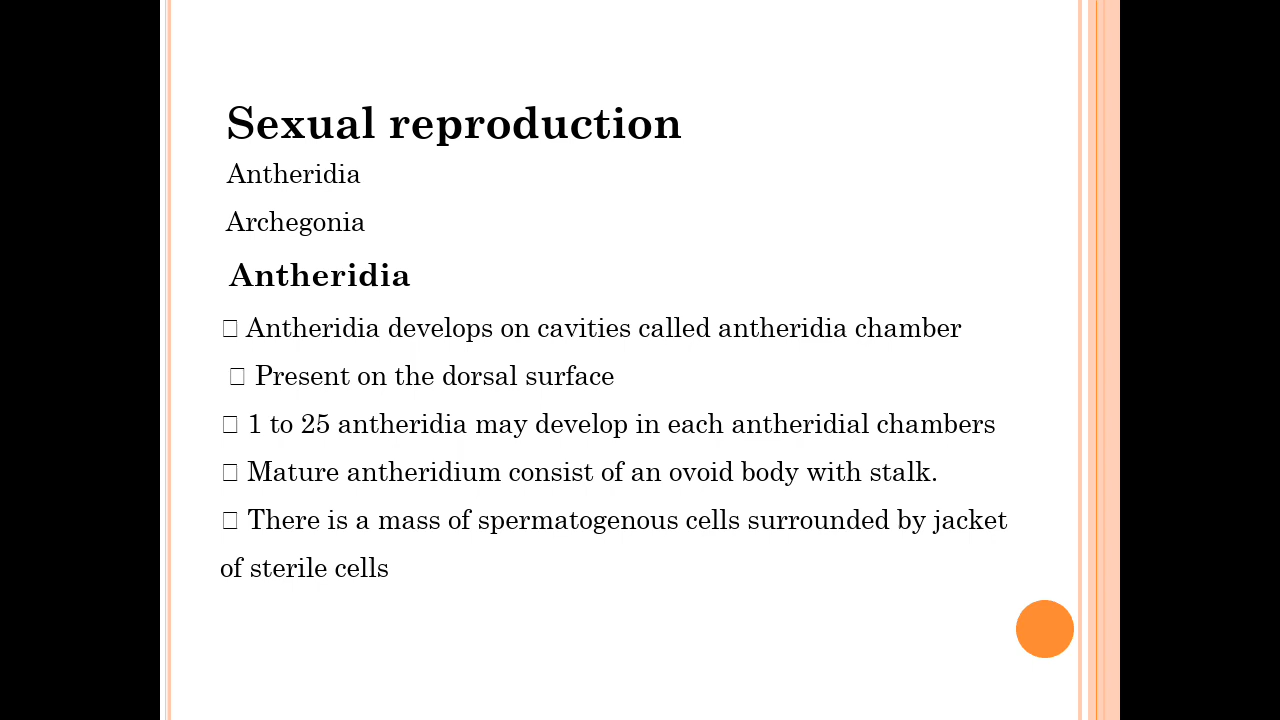 Sexual reproduction
Antheridia
Archegonia
Antheridia
□ Antheridia develops on cavities called antheridia chamber
□ Present on the dorsal surface
□ 1 to 25 antheridia may develop in each antheridial chambers
□ Mature antheridium consist of an ovoid body with stalk.
□ There is a mass of spermatogenous cells surrounded by jacket
of sterile cells